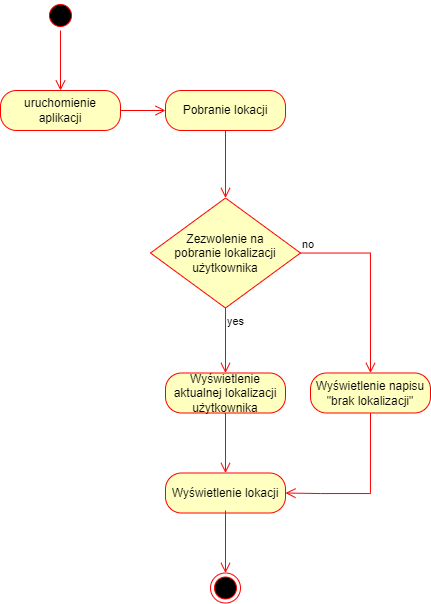 uruchomienie
aplikacji
Pobranie lokacji
Zezwolenie na
pobranie lokalizacji
użytkownika
no
yes
Wyświetlenie
aktualnej lokalizacji
użytkownika
Wyświetlenie napisu
"brak lokalizacji"
Wyświetlenie lokacji